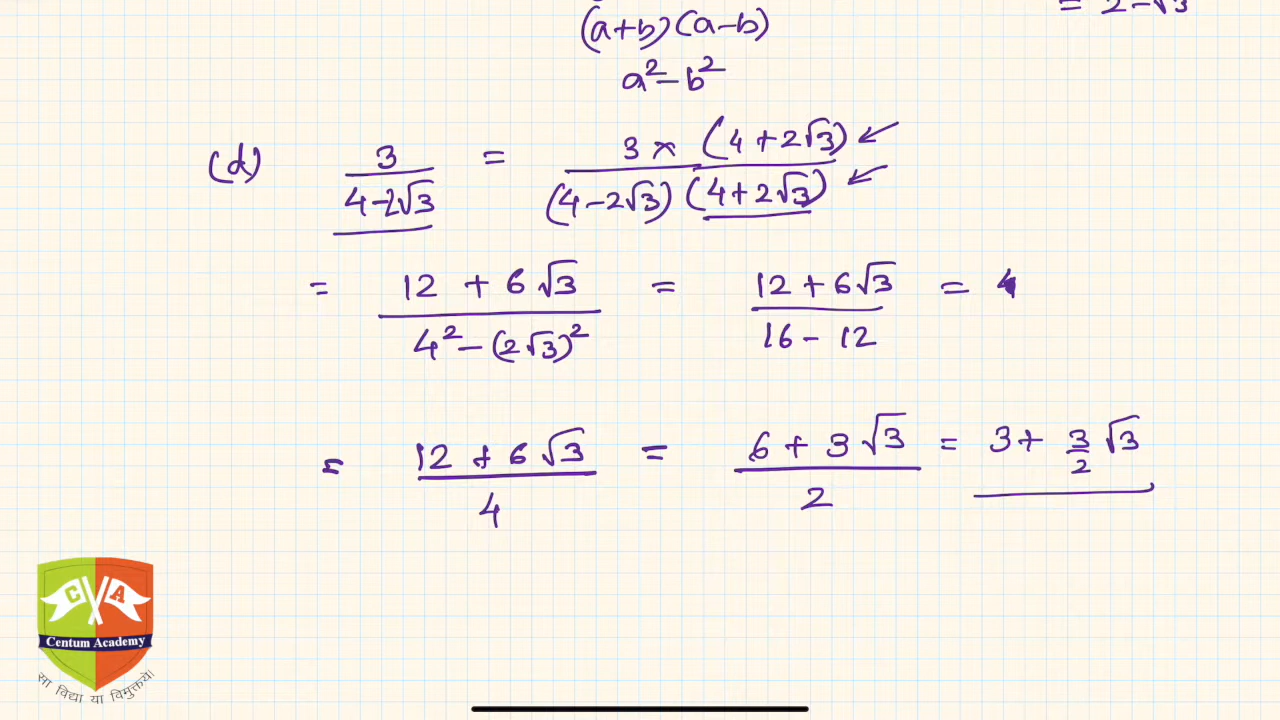 = 2-√3
(a+b)(a-b)
a²-b²
(d) 3/(4-2√3) = 3 × (4+2√3)/(4-2√3)(4+2√3)
= (12 + 6√3)/(4² - (2√3)²) = (12 + 6√3)/(16 - 12) = 4
= (12 + 6√3)/4 = (6 + 3√3)/2 = 3 + 3/2 √3
C A
Centum Academy
सा विद्या या विमुक्तये।